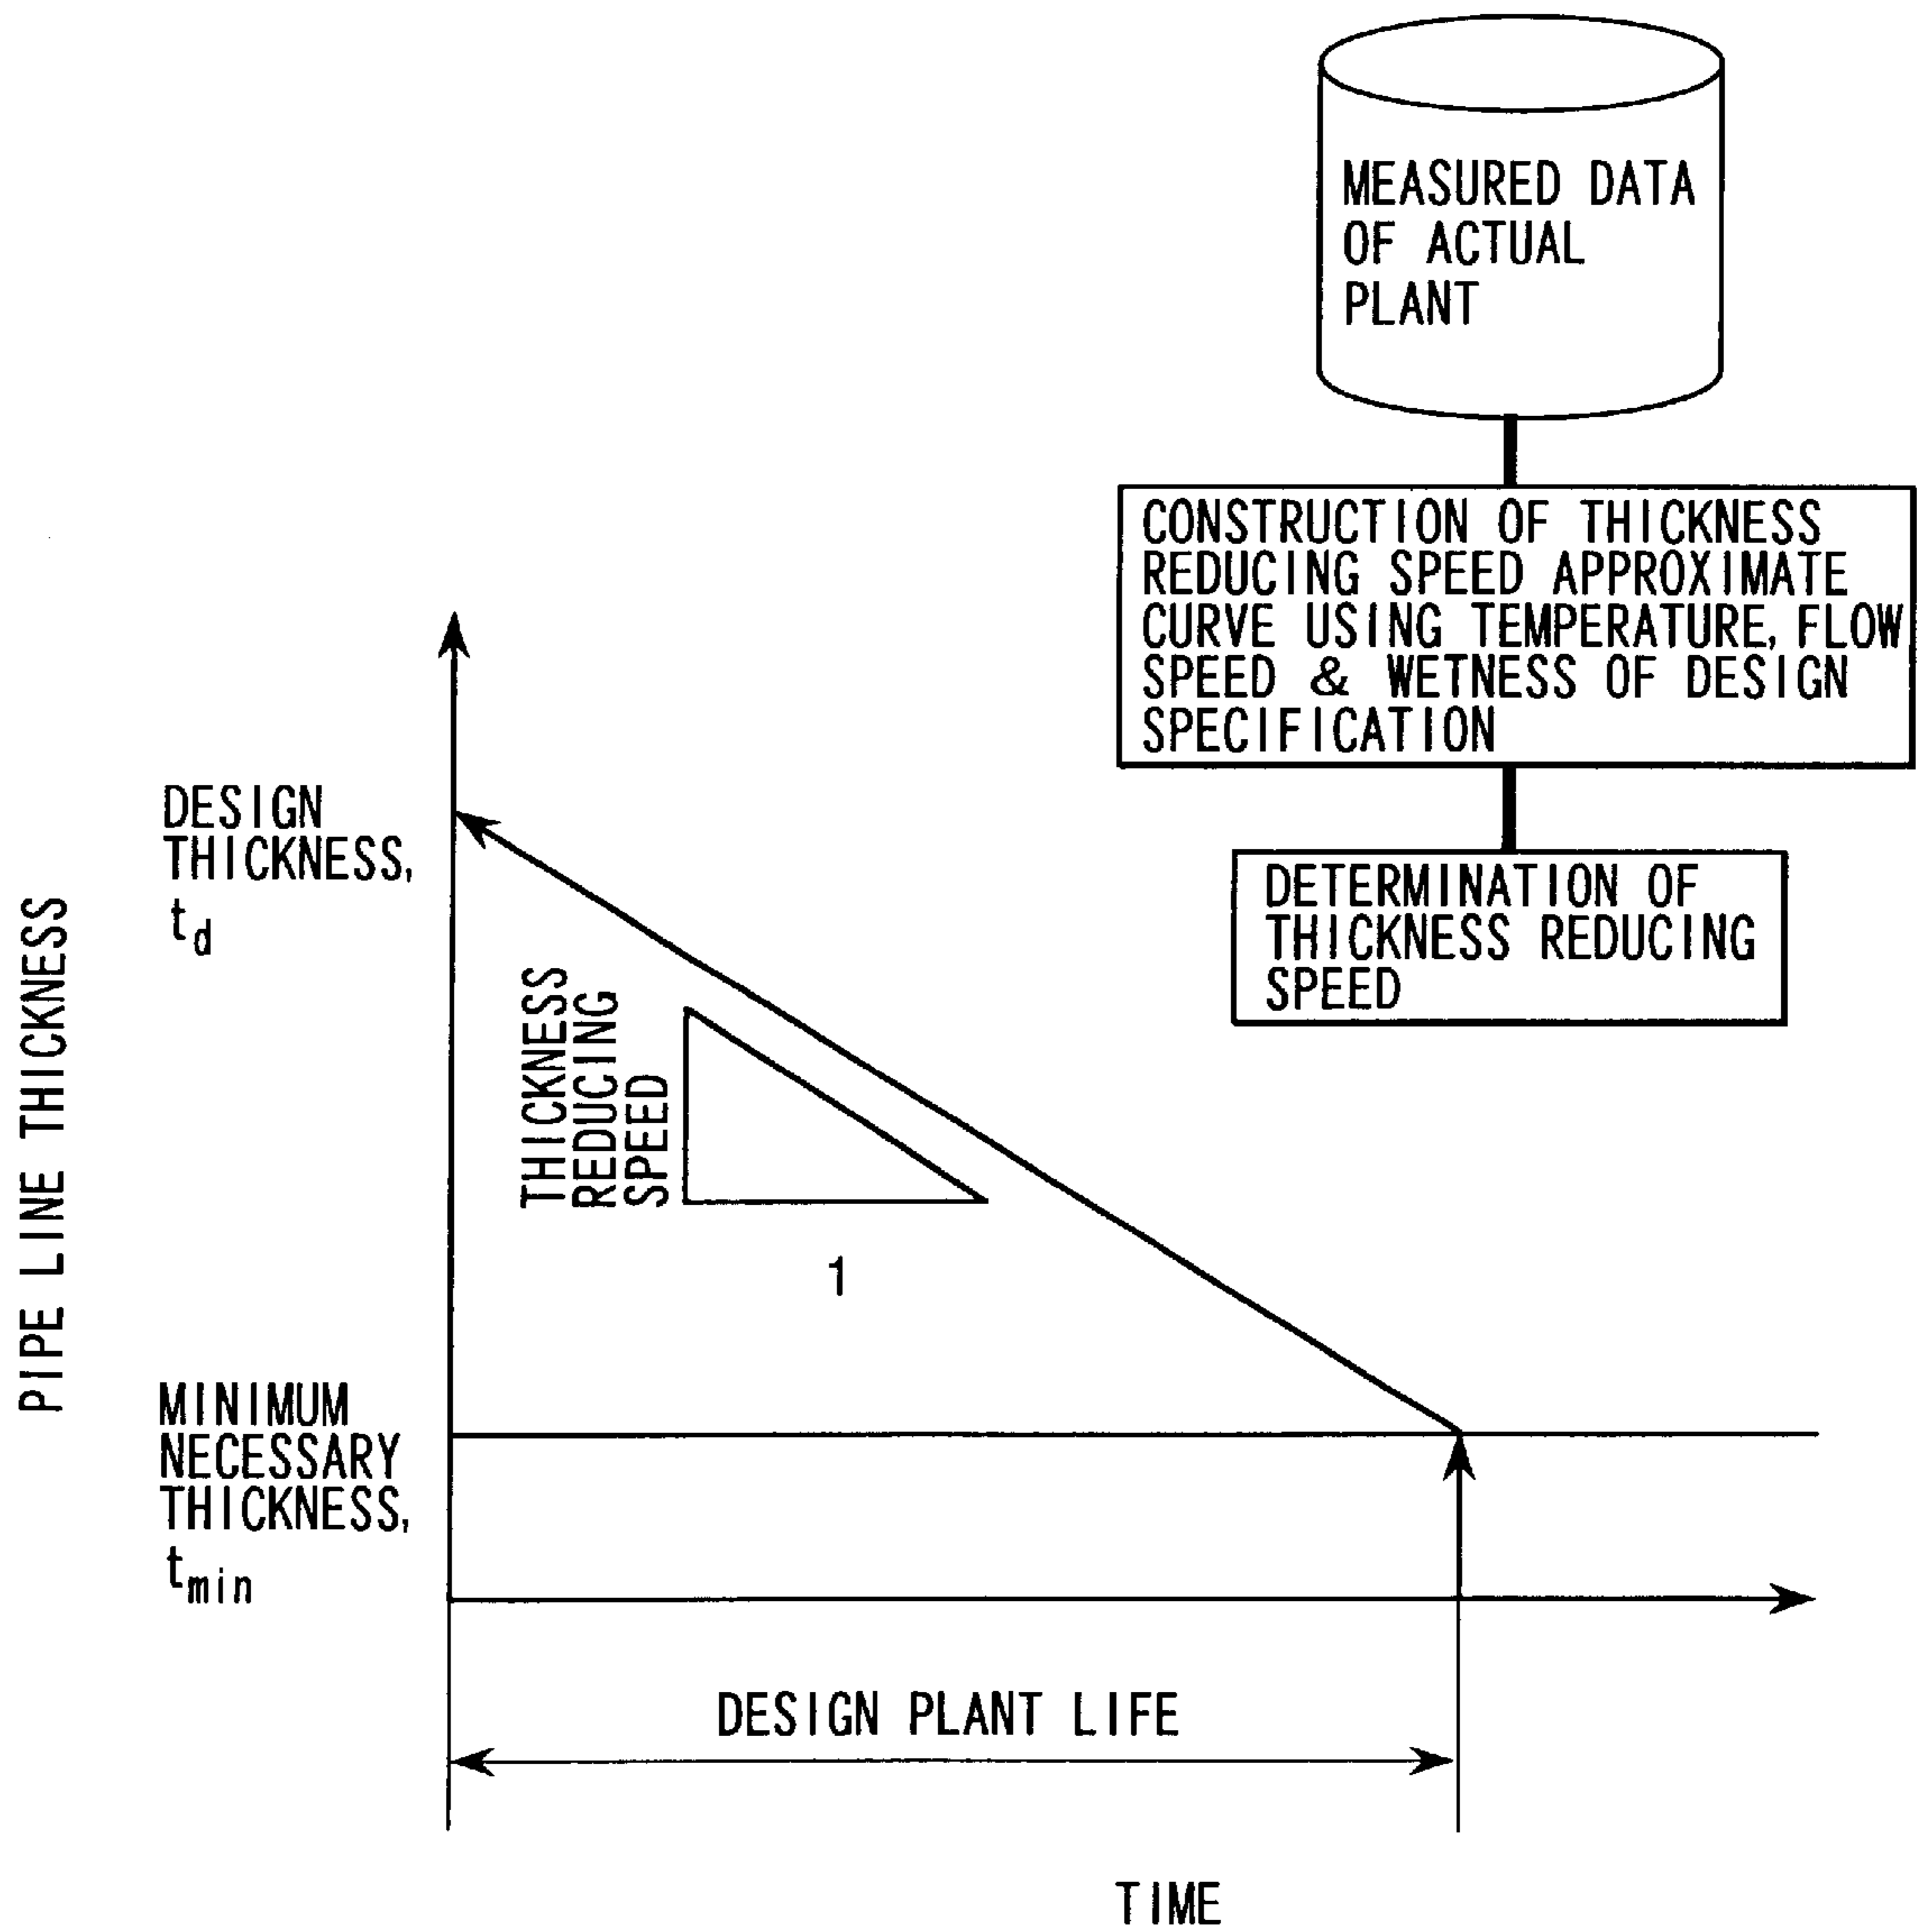 MEASURED DATA
OF ACTUAL
PLANT
CONSTRUCTION OF THICKNESS
REDUCING SPEED APPROXIMATE
CURVE USING TEMPERATURE, FLOW
SPEED & WETNESS OF DESIGN
SPECIFICATION
DETERMINATION OF
THICKNESS REDUCING
SPEED
PIPE LINE THICKNESS
DESIGN
THICKNESS,
td
THICKNESS
REDUCING
SPEED
1
MINIMUM
NECESSARY
THICKNESS,
tmin
DESIGN PLANT LIFE
TIME